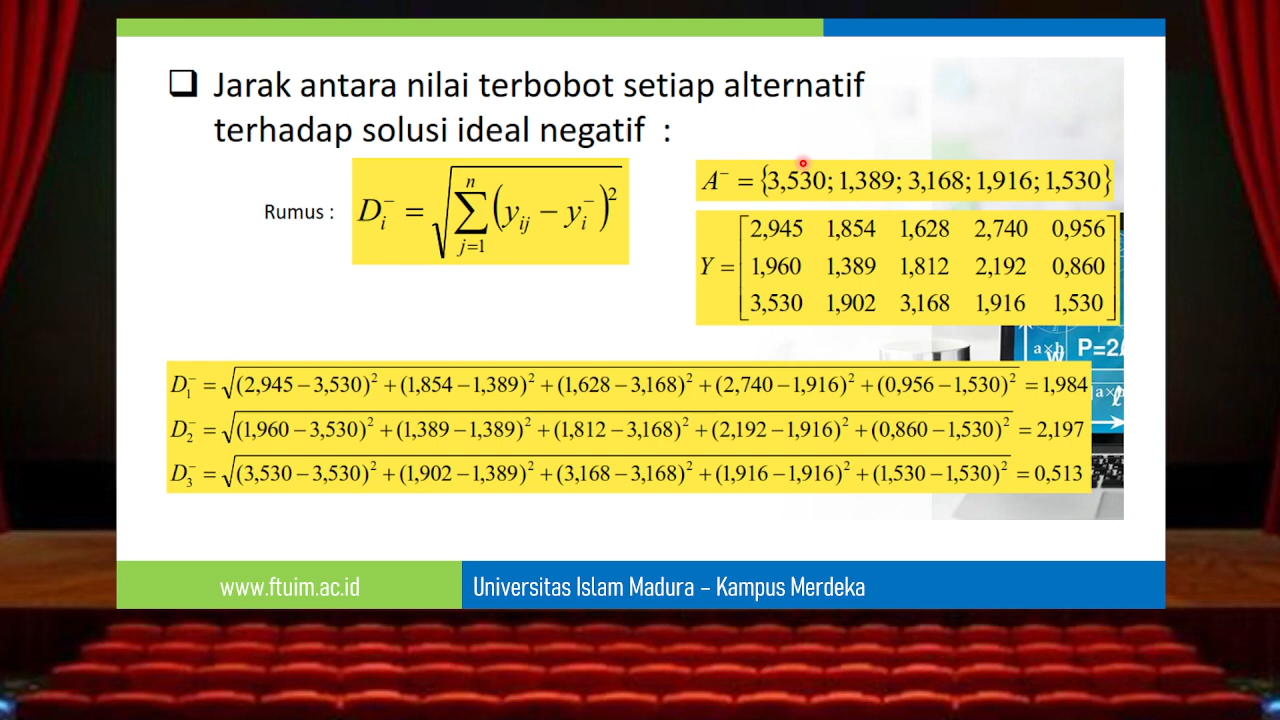 ❑ Jarak antara nilai terbobot setiap alternatif
terhadap solusi ideal negatif :
Rumus : D_i^- = √(∑_{j=1}^{n} (y_{ij} − y_i^-)^2)
A^- = {3,530; 1,389; 3,168; 1,916; 1,530}
Y = [2,945 1,854 1,628 2,740 0,956
1,960 1,389 1,812 2,192 0,860
3,530 1,902 3,168 1,916 1,530]
a×b P=2
w
a×
ℓ
D_1^- = √((2,945 − 3,530)^2 + (1,854 − 1,389)^2 + (1,628 − 3,168)^2 + (2,740 − 1,916)^2 + (0,956 − 1,530)^2) = 1,984
D_2^- = √((1,960 − 3,530)^2 + (1,389 − 1,389)^2 + (1,812 − 3,168)^2 + (2,192 − 1,916)^2 + (0,860 − 1,530)^2) = 2,197
D_3^- = √((3,530 − 3,530)^2 + (1,902 − 1,389)^2 + (3,168 − 3,168)^2 + (1,916 − 1,916)^2 + (1,530 − 1,530)^2) = 0,513
www.ftuim.ac.id
Universitas Islam Madura – Kampus Merdeka